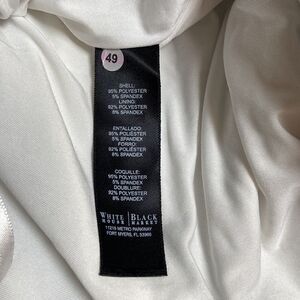 49
SHELL:
95% POLYESTER
5% SPANDEX
LINING:
92% POLYESTER
8% SPANDEX
ENTALLADO:
95% POLIÉSTER
5% SPANDEX
FORRO:
92% POLIÉSTER
8% SPANDEX
COQUILLE:
95% POLYESTER
5% SPANDEX
DOUBLURE:
92% POLYESTER
8% SPANDEX
WHITE | BLACK
HOUSE | MARKET
11215 METRO PARKWAY
FORT MYERS, FL 33966